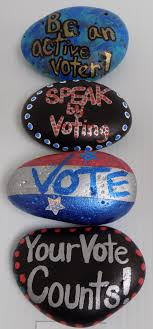 Be an
active
voter!
SPEAK
by
Voting
VOTE
Your Vote
Counts!